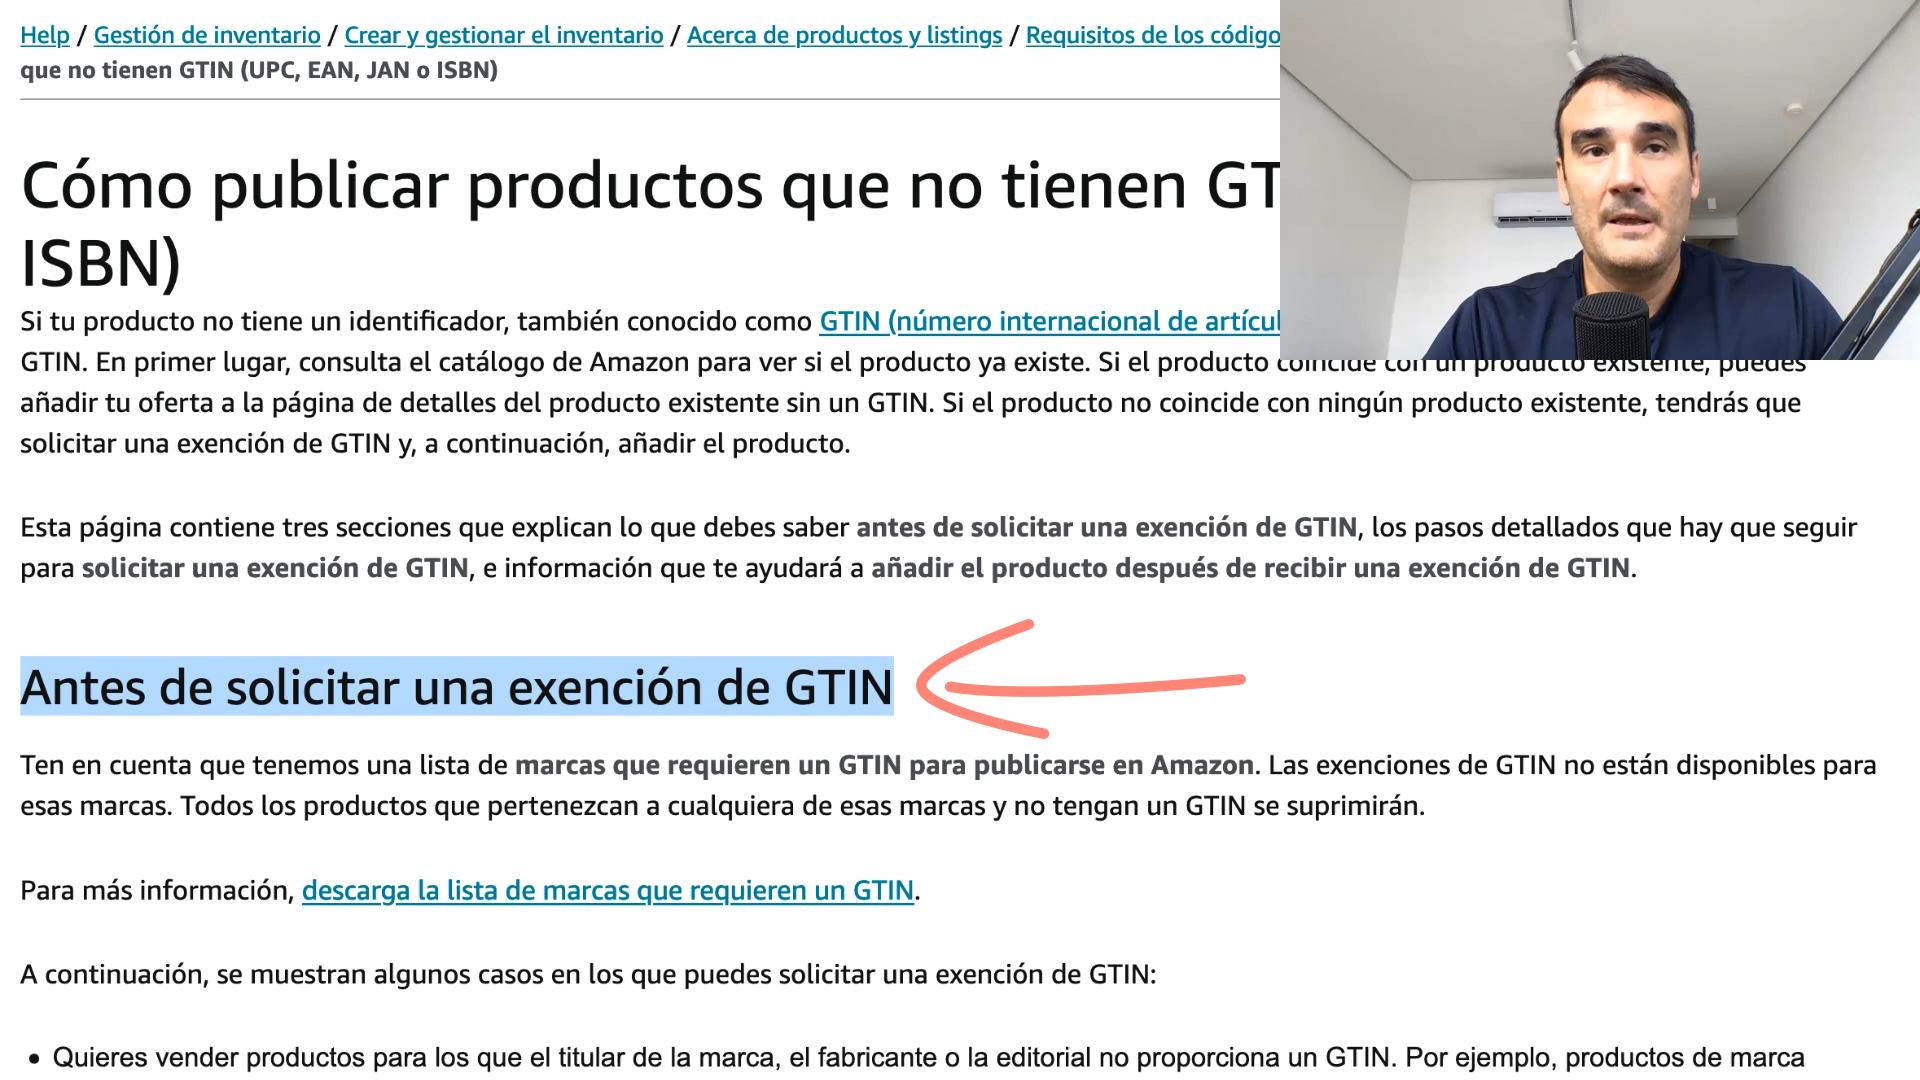 Help / Gestión de inventario / Crear y gestionar el inventario / Acerca de productos y listings / Requisitos de los código
que no tienen GTIN (UPC, EAN, JAN o ISBN)
Cómo publicar productos que no tienen GT
ISBN)
Si tu producto no tiene un identificador, también conocido como GTIN (número internacional de artícul
GTIN. En primer lugar, consulta el catálogo de Amazon para ver si el producto ya existe. Si el producto coincide con un producto existente, puedes
añadir tu oferta a la página de detalles del producto existente sin un GTIN. Si el producto no coincide con ningún producto existente, tendrás que
solicitar una exención de GTIN y, a continuación, añadir el producto.
Esta página contiene tres secciones que explican lo que debes saber antes de solicitar una exención de GTIN, los pasos detallados que hay que seguir
para solicitar una exención de GTIN, e información que te ayudará a añadir el producto después de recibir una exención de GTIN.
Antes de solicitar una exención de GTIN
Ten en cuenta que tenemos una lista de marcas que requieren un GTIN para publicarse en Amazon. Las exenciones de GTIN no están disponibles para
esas marcas. Todos los productos que pertenezcan a cualquiera de esas marcas y no tengan un GTIN se suprimirán.
Para más información, descarga la lista de marcas que requieren un GTIN.
A continuación, se muestran algunos casos en los que puedes solicitar una exención de GTIN:
• Quieres vender productos para los que el titular de la marca, el fabricante o la editorial no proporciona un GTIN. Por ejemplo, productos de marca